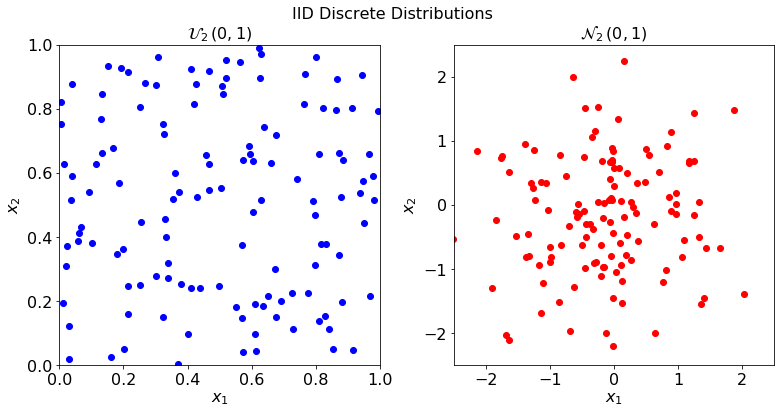 IID Discrete Distributions
𝒰₂(0, 1)
𝒩₂(0, 1)
1.0
0.8
0.6
0.4
0.2
0.0
x₂
0.0 0.2 0.4 0.6 0.8 1.0
x₁
2
1
0
−1
−2
x₂
−2 −1 0 1 2
x₁